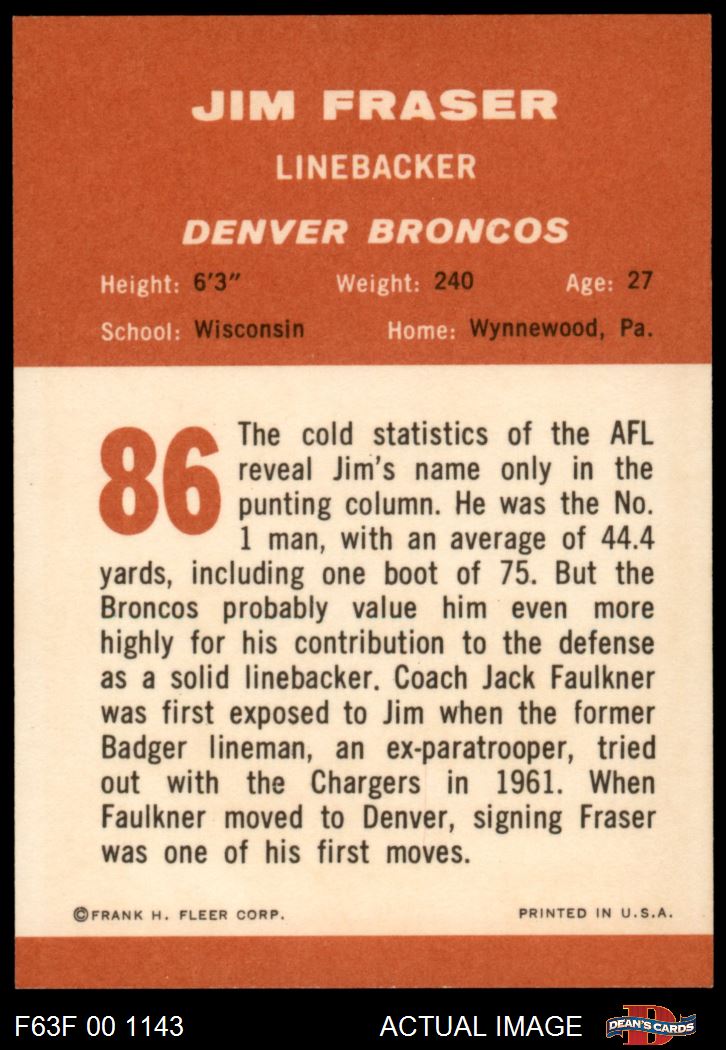 JIM FRASER
LINEBACKER
DENVER BRONCOS
Height: 6'3" Weight: 240 Age: 27
School: Wisconsin Home: Wynnewood, Pa.
86
The cold statistics of the AFL
reveal Jim's name only in the
punting column. He was the No.
1 man, with an average of 44.4
yards, including one boot of 75. But the
Broncos probably value him even more
highly for his contribution to the defense
as a solid linebacker. Coach Jack Faulkner
was first exposed to Jim when the former
Badger lineman, an ex-paratrooper, tried
out with the Chargers in 1961. When
Faulkner moved to Denver, signing Fraser
was one of his first moves.
©FRANK H. FLEER CORP. PRINTED IN U.S.A.
F63F 00 1143 ACTUAL IMAGE D DEAN'S CARDS